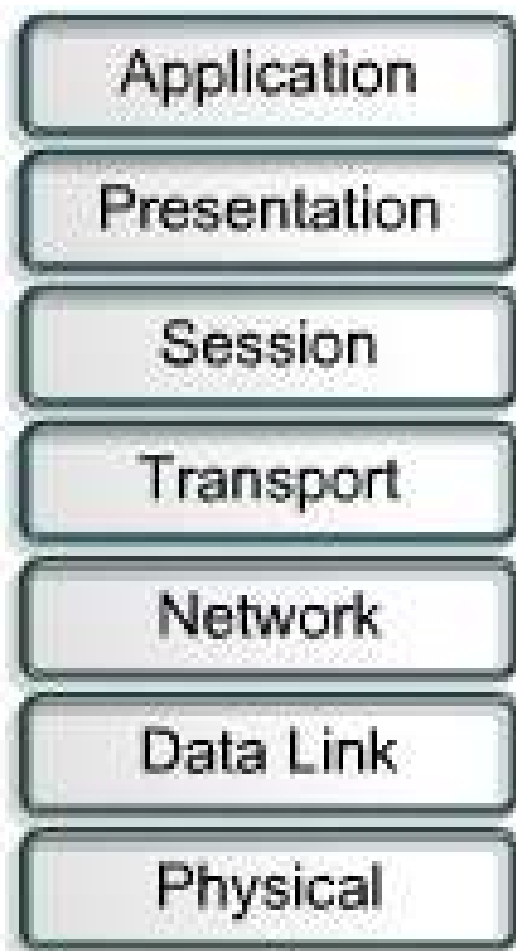 Application
Presentation
Session
Transport
Network
Data Link
Physical